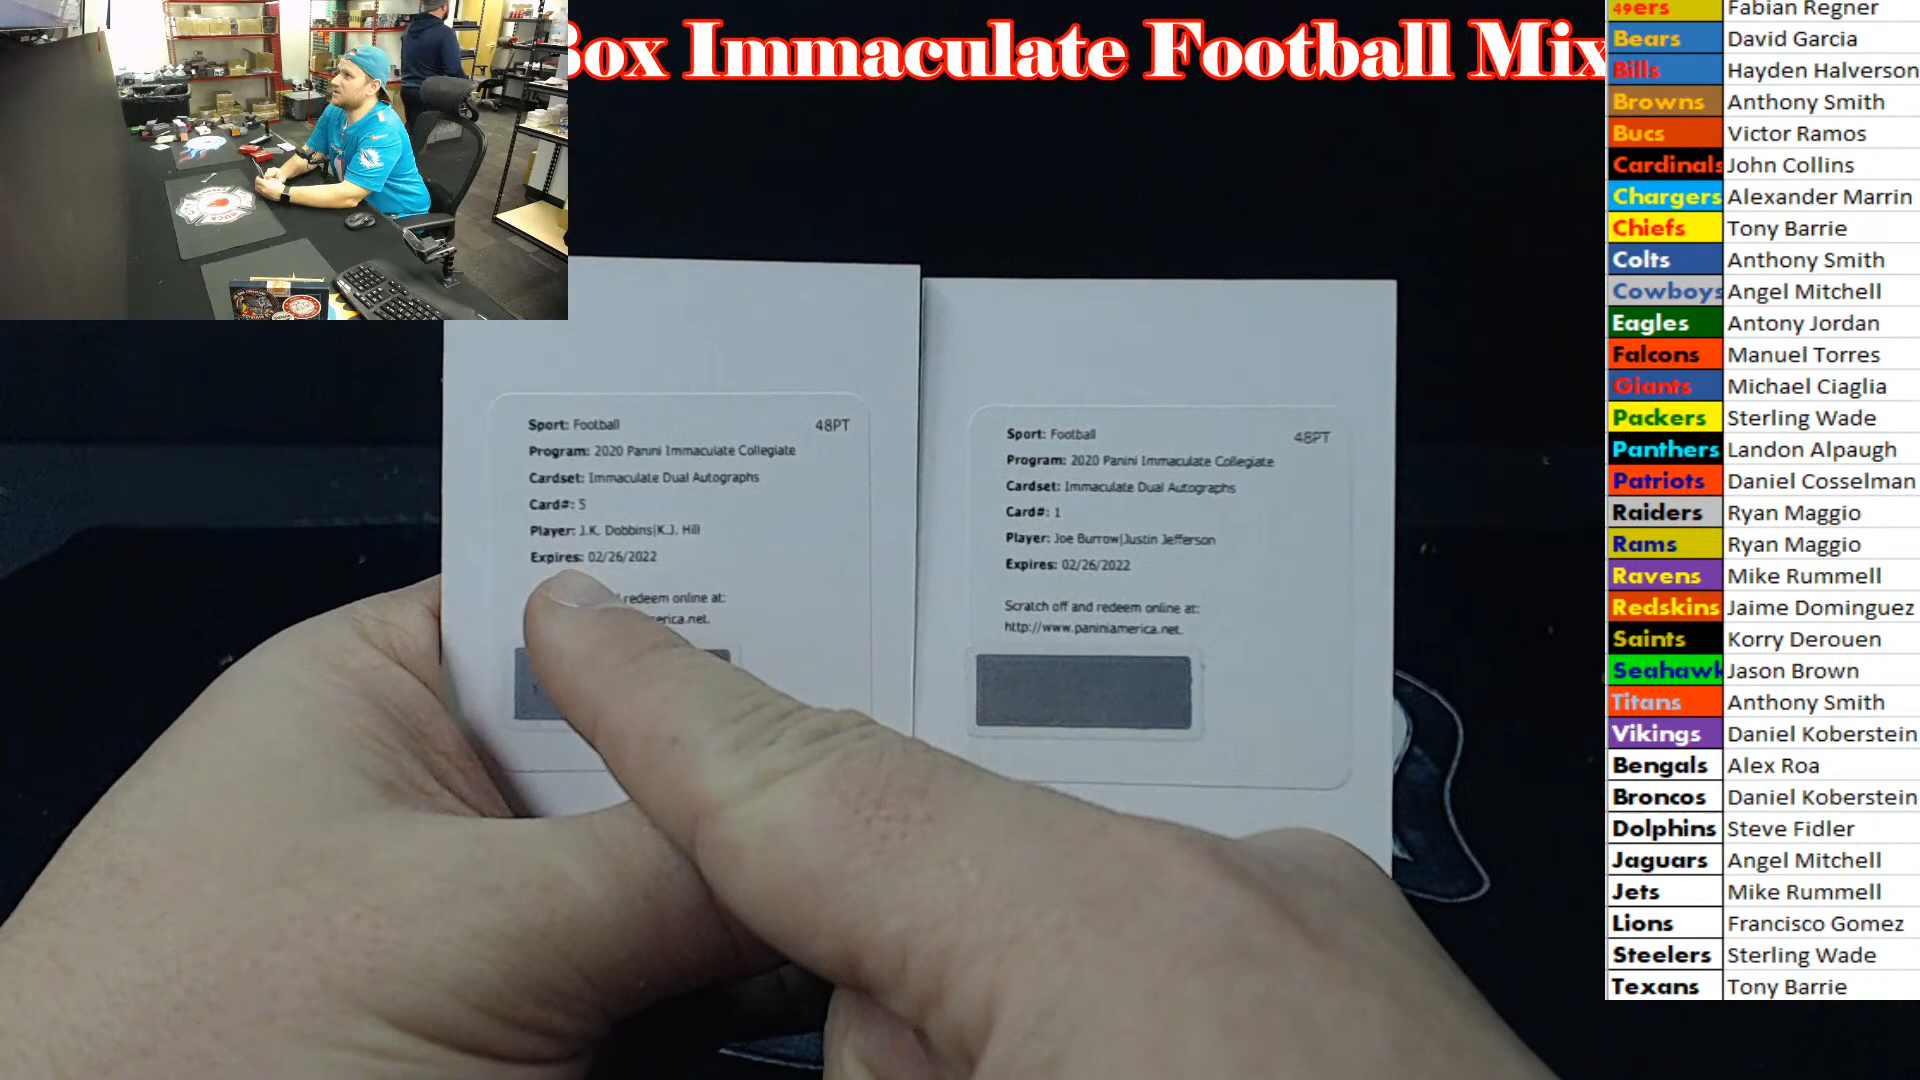 Box Immaculate Football Mix
Sport: Football 48PT
Program: 2020 Panini Immaculate Collegiate
Cardset: Immaculate Dual Autographs
Card#: 5
Player: J.K. Dobbins|K.J. Hill
Expires: 02/26/2022
redeem online at:
Sport: Football 48PT
Program: 2020 Panini Immaculate Collegiate
Cardset: Immaculate Dual Autographs
Card#: 1
Player: Joe Burrow|Justin Jefferson
Expires: 02/26/2022
Scratch off and redeem online at:
http://www.paniniamerica.net.
49ers Fabian Regner
Bears David Garcia
Bills Hayden Halverson
Browns Anthony Smith
Bucs Victor Ramos
Cardinals John Collins
Chargers Alexander Marrin
Chiefs Tony Barrie
Colts Anthony Smith
Cowboys Angel Mitchell
Eagles Antony Jordan
Falcons Manuel Torres
Giants Michael Ciaglia
Packers Sterling Wade
Panthers Landon Alpaugh
Patriots Daniel Cosselman
Raiders Ryan Maggio
Rams Ryan Maggio
Ravens Mike Rummell
Redskins Jaime Dominguez
Saints Korry Derouen
Seahawk Jason Brown
Titans Anthony Smith
Vikings Daniel Koberstein
Bengals Alex Roa
Broncos Daniel Koberstein
Dolphins Steve Fidler
Jaguars Angel Mitchell
Jets Mike Rummell
Lions Francisco Gomez
Steelers Sterling Wade
Texans Tony Barrie